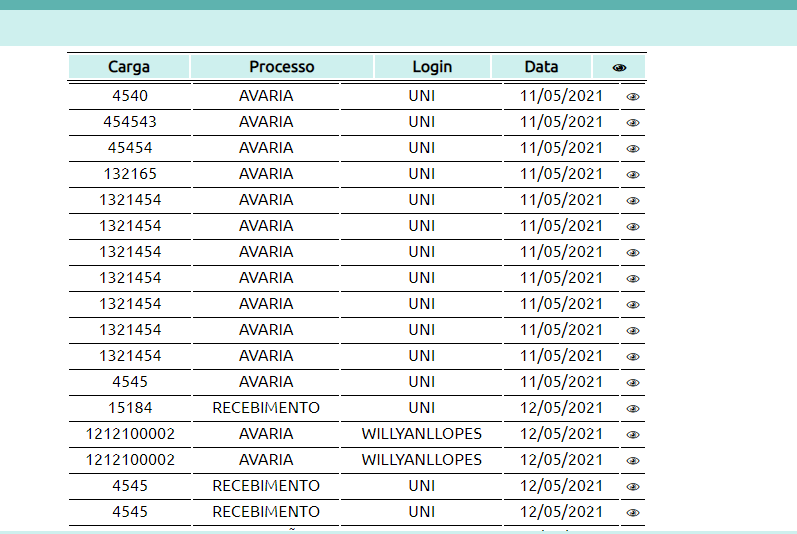 Carga Processo Login Data
4540 AVARIA UNI 11/05/2021
454543 AVARIA UNI 11/05/2021
45454 AVARIA UNI 11/05/2021
132165 AVARIA UNI 11/05/2021
1321454 AVARIA UNI 11/05/2021
1321454 AVARIA UNI 11/05/2021
1321454 AVARIA UNI 11/05/2021
1321454 AVARIA UNI 11/05/2021
1321454 AVARIA UNI 11/05/2021
1321454 AVARIA UNI 11/05/2021
1321454 AVARIA UNI 11/05/2021
4545 AVARIA UNI 11/05/2021
15184 RECEBIMENTO UNI 12/05/2021
1212100002 AVARIA WILLYANLLOPES 12/05/2021
1212100002 AVARIA WILLYANLLOPES 12/05/2021
4545 RECEBIMENTO UNI 12/05/2021
4545 RECEBIMENTO UNI 12/05/2021